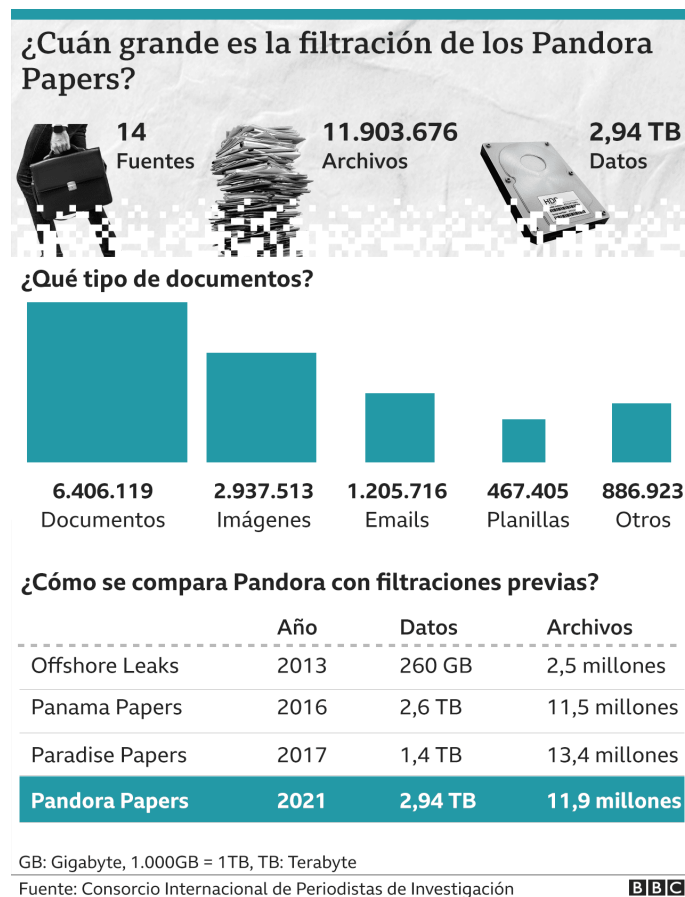 ¿Cuán grande es la filtración de los Pandora
Papers?
14
Fuentes
11.903.676
Archivos
2,94 TB
Datos
HDD
¿Qué tipo de documentos?
6.406.119
Documentos
2.937.513
Imágenes
1.205.716
Emails
467.405
Planillas
886.923
Otros
¿Cómo se compara Pandora con filtraciones previas?
Año Datos Archivos
Offshore Leaks 2013 260 GB 2,5 millones
Panama Papers 2016 2,6 TB 11,5 millones
Paradise Papers 2017 1,4 TB 13,4 millones
Pandora Papers 2021 2,94 TB 11,9 millones
GB: Gigabyte, 1.000GB = 1TB, TB: Terabyte
Fuente: Consorcio Internacional de Periodistas de Investigación
BBC